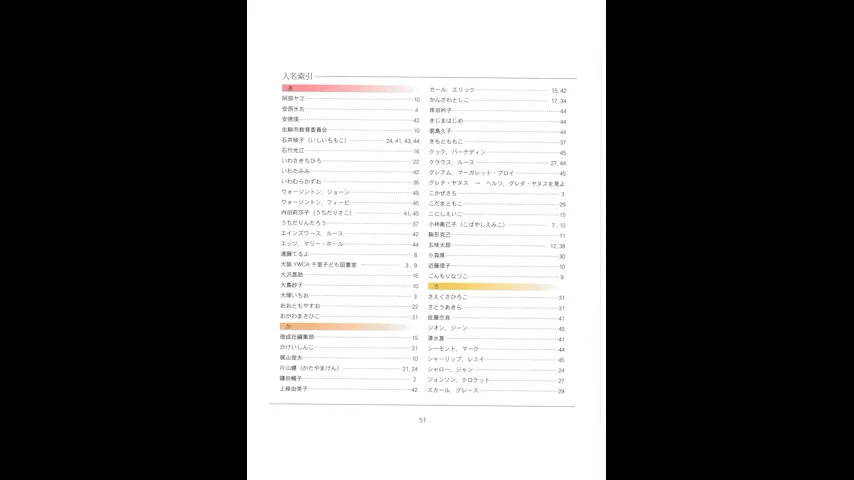 人名索引
あ
阿部ヤヱ 10
安西水丸 4
安徳瑛 42
生駒市教育委員会 10
石井桃子（いしいももこ） 24, 41, 43, 44
石竹光江 16
いわさきちひろ 22
いわたみみ 42
いわむらかずお 36
ウォージントン、ジョーン 45
ウォージントン、フィービ 45
内田莉莎子（うちだりさこ） 41, 45
うちだりんたろう 37
エインズワース、ルース 42
エッツ、マリー・ホール 44
遠藤てるよ 8
大阪YWCA千里子ども図書室 3, 9
大沢昌助 16
大島妙子 10
大塚いちお 3
おおともやすお 22
おがわまさひこ 31
か
偕成社編集部 15
かけいしんじ 31
梶山俊夫 10
片山健（かたやまけん） 21, 24
鎌田暢子 2
上條由美子 42
カール、エリック 15, 42
かんざわとしこ 17, 34
岸田衿子 44
きじまはじめ 44
君島久子 44
きもとももこ 37
クック、バーナディン 45
クラウス、ルース 27, 44
グレアム、マーガレット・ブロイ 45
グレタ・ヤヌス → ヘルツ、グレタ・ヤヌスを見よ
こかぜさち 3
こだまともこ 29
こにしえいこ 15
小林衛己子（こばやしえみこ） 7, 10
駒形克己 11
五味太郎 12, 38
小森厚 30
近藤信子 10
ごんもりなつこ 9
さ
さえぐさひろこ 31
さとうあきら 31
佐藤忠良 41
ジオン、ジーン 45
清水真 41
シーモント、マーク 44
シャーリップ、レミイ 45
シャロー、ジャン 24
ジョンソン、クロケット 27
スカール、グレース 29
51